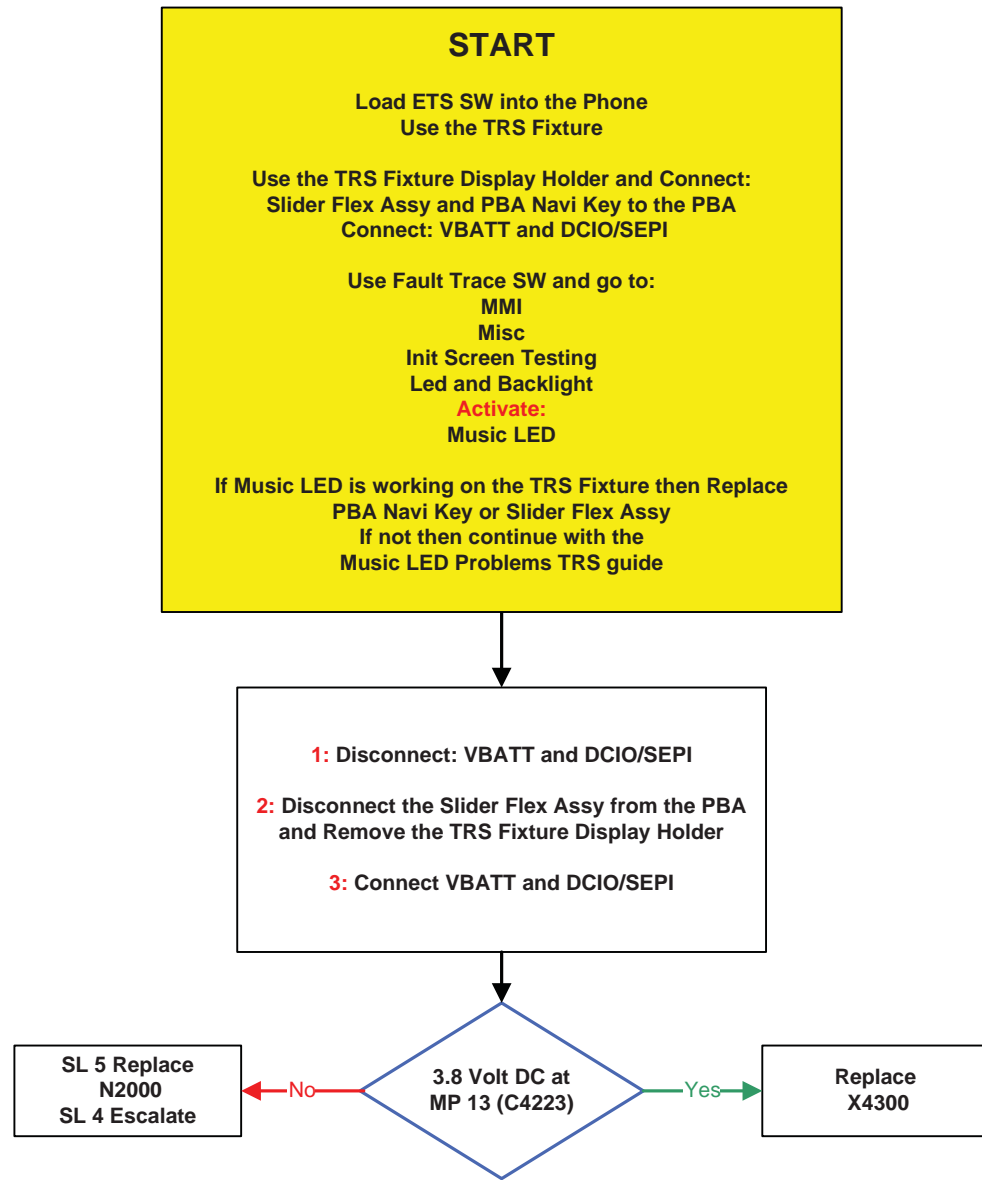 START
Load ETS SW into the Phone
Use the TRS Fixture
Use the TRS Fixture Display Holder and Connect:
Slider Flex Assy and PBA Navi Key to the PBA
Connect: VBATT and DCIO/SEPI
Use Fault Trace SW and go to:
MMI
Misc
Init Screen Testing
Led and Backlight
Activate:
Music LED
If Music LED is working on the TRS Fixture then Replace
PBA Navi Key or Slider Flex Assy
If not then continue with the
Music LED Problems TRS guide
1: Disconnect: VBATT and DCIO/SEPI
2: Disconnect the Slider Flex Assy from the PBA
and Remove the TRS Fixture Display Holder
3: Connect VBATT and DCIO/SEPI
SL 5 Replace
N2000
SL 4 Escalate
No
3.8 Volt DC at
MP 13 (C4223)
Yes
Replace
X4300